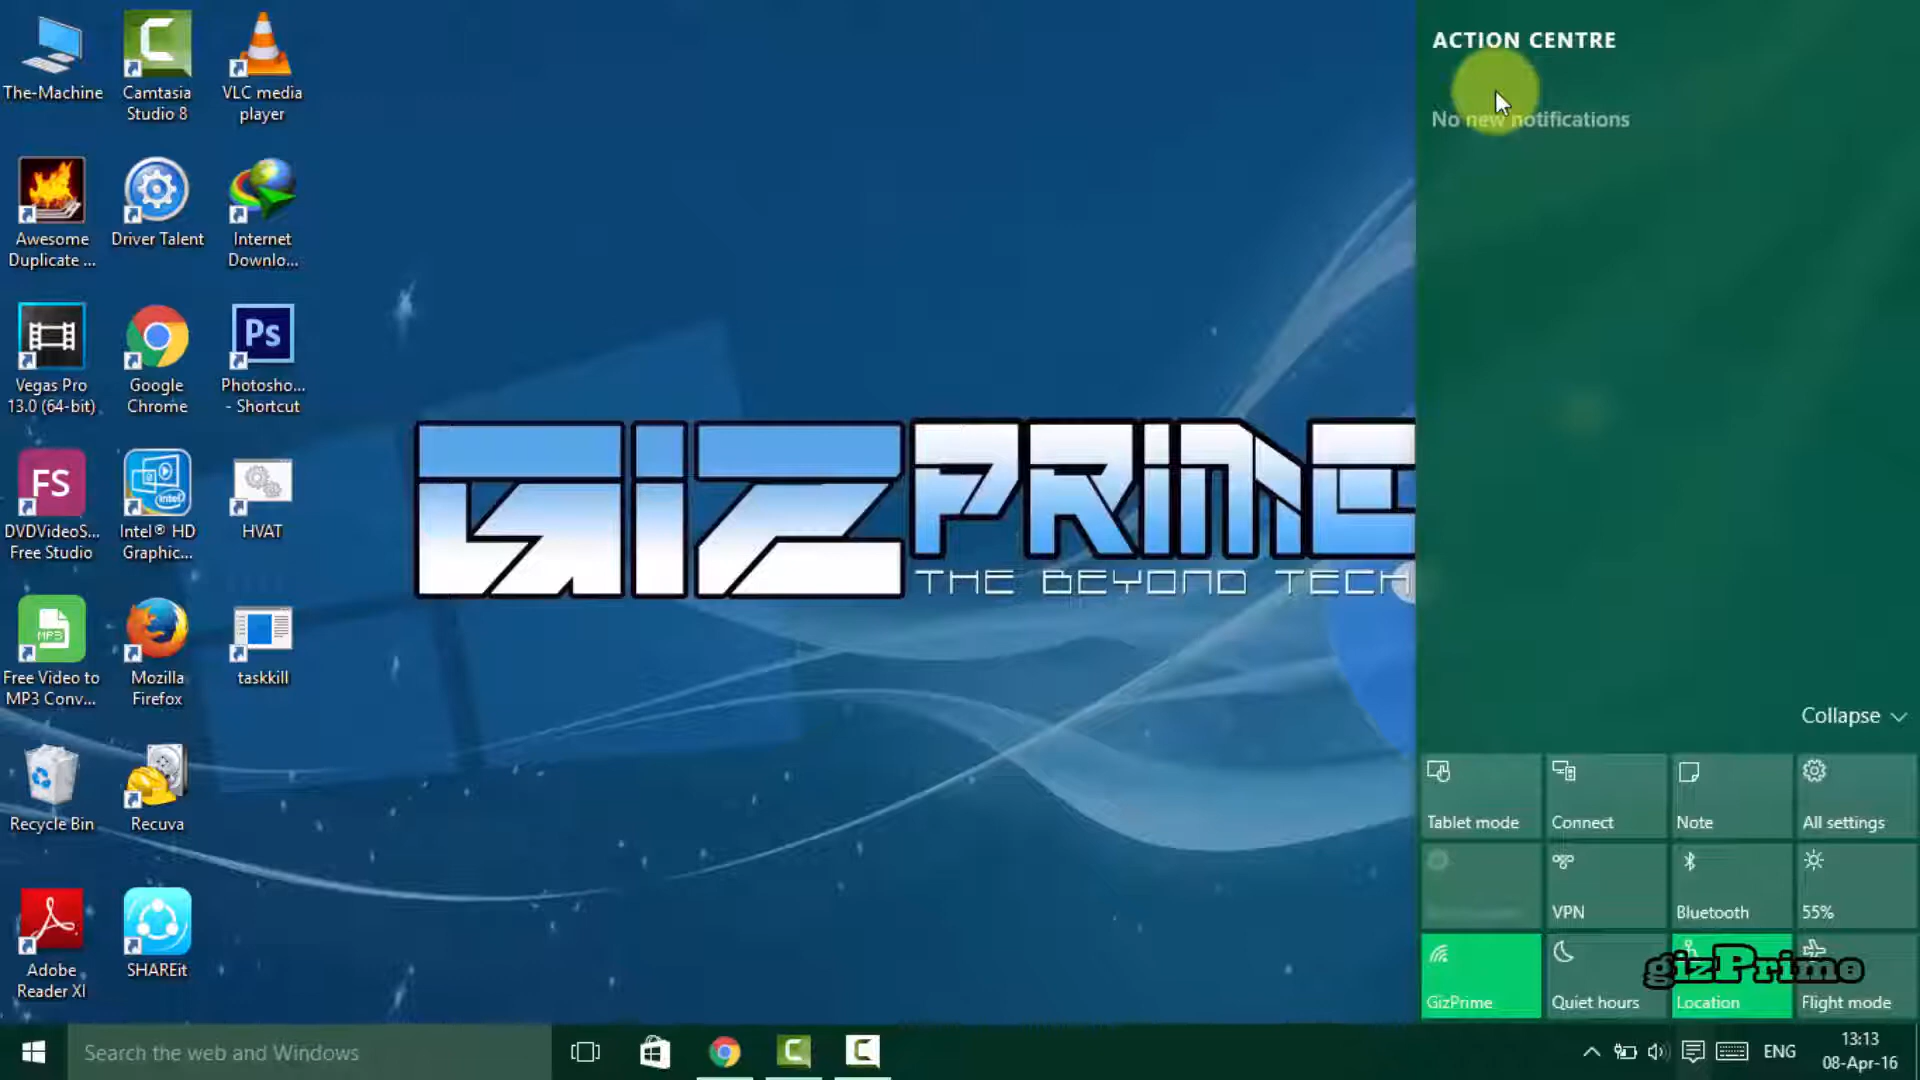 ACTION CENTRE
No new notifications
The-Machine
Camtasia
Studio 8
VLC media
player
Awesome
Duplicate ...
Driver Talent
Internet
Downlo...
Vegas Pro
13.0 (64-bit)
Google
Chrome
Ps
Photosho...
- Shortcut
FS
DVDVideoS...
Free Studio
intel
Intel® HD
Graphic...
HVAT
MP3
Free Video to
MP3 Conv...
Mozilla
Firefox
taskkill
Recycle Bin
Recuva
Adobe
Reader XI
SHAREit
GIZPRIME
THE BEYOND TECH
Collapse
Tablet mode
Connect
Note
All settings
VPN
Bluetooth
55%
GizPrime
Quiet hours
Location
Flight mode
gizPrime
Search the web and Windows
ENG
13:13
08-Apr-16